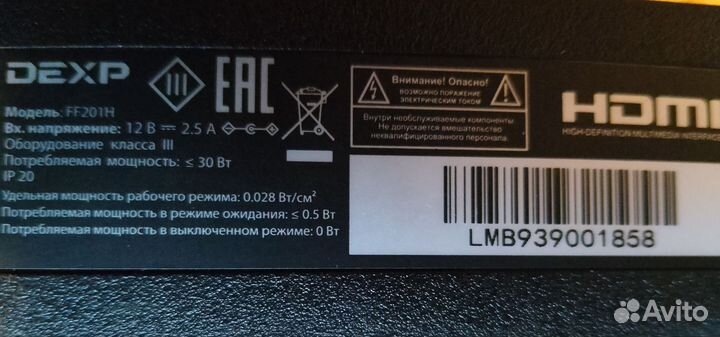 DEXP
III
EAC
Модель: FF201H
Вх. напряжение: 12 В 2.5 А
Оборудование класса III
Потребляемая мощность: ≤ 30 Вт
IP 20
Удельная мощность рабочего режима: 0.028 Вт/см²
Потребляемая мощность в режиме ожидания: ≤ 0.5 Вт
Потребляемая мощность в выключенном режиме: 0 Вт
Внимание! Опасно!
ВОЗМОЖНО ПОРАЖЕНИЕ
ЭЛЕКТРИЧЕСКИМ ТОКОМ
Внутри необслуживаемые компоненты.
Не допускается вмешательство
неквалифицированного персонала.
HDMI
HIGH-DEFINITION MULTIMEDIA INTERFACE
LMB939001858
Avito